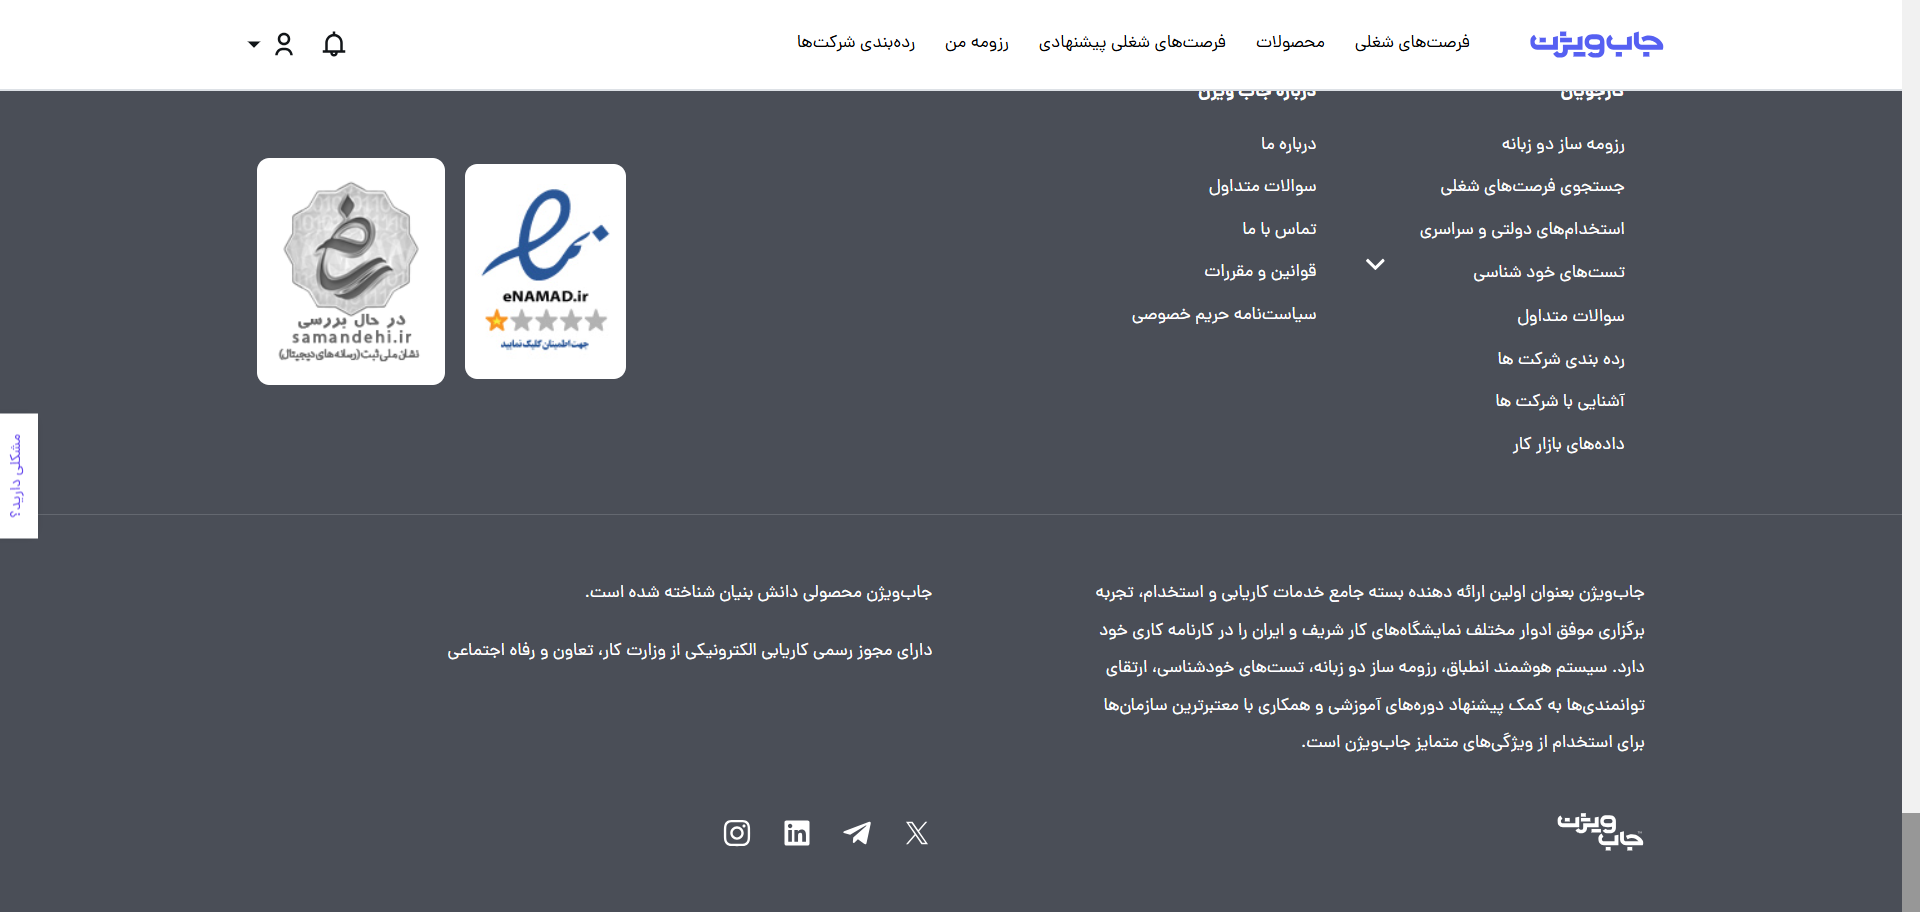 جاب‌ویژن
فرصت‌های شغلی
محصولات
فرصت‌های شغلی پیشنهادی
رزومه من
رده‌بندی شرکت‌ها
کارجویان
رزومه ساز دو زبانه
جستجوی فرصت‌های شغلی
استخدام‌های دولتی و سراسری
تست‌های خود شناسی
سوالات متداول
رده بندی شرکت ها
آشنایی با شرکت ها
داده‌های بازار کار
درباره جاب ویژن
درباره ما
سوالات متداول
تماس با ما
قوانین و مقررات
سیاست‌نامه حریم خصوصی
eNAMAD.ir
جهت اطمینان کلیک نمایید
در حال بررسی
samandehi.ir
نشان ملی ثبت (رسانه های دیجیتال)
مشکلی دارید؟
جاب‌ویژن بعنوان اولین ارائه دهنده بسته جامع خدمات کاریابی و استخدام، تجربه
برگزاری موفق ادوار مختلف نمایشگاه‌های کار شریف و ایران را در کارنامه کاری خود
دارد. سیستم هوشمند انطباق، رزومه ساز دو زبانه، تست‌های خودشناسی، ارتقای
توانمندی‌ها به کمک پیشنهاد دوره‌های آموزشی و همکاری با معتبرترین سازمان‌ها
برای استخدام از ویژگی‌های متمایز جاب‌ویژن است.
جاب‌ویژن محصولی دانش بنیان شناخته شده است.
دارای مجوز رسمی کاریابی الکترونیکی از وزارت کار، تعاون و رفاه اجتماعی
جاب ویژن